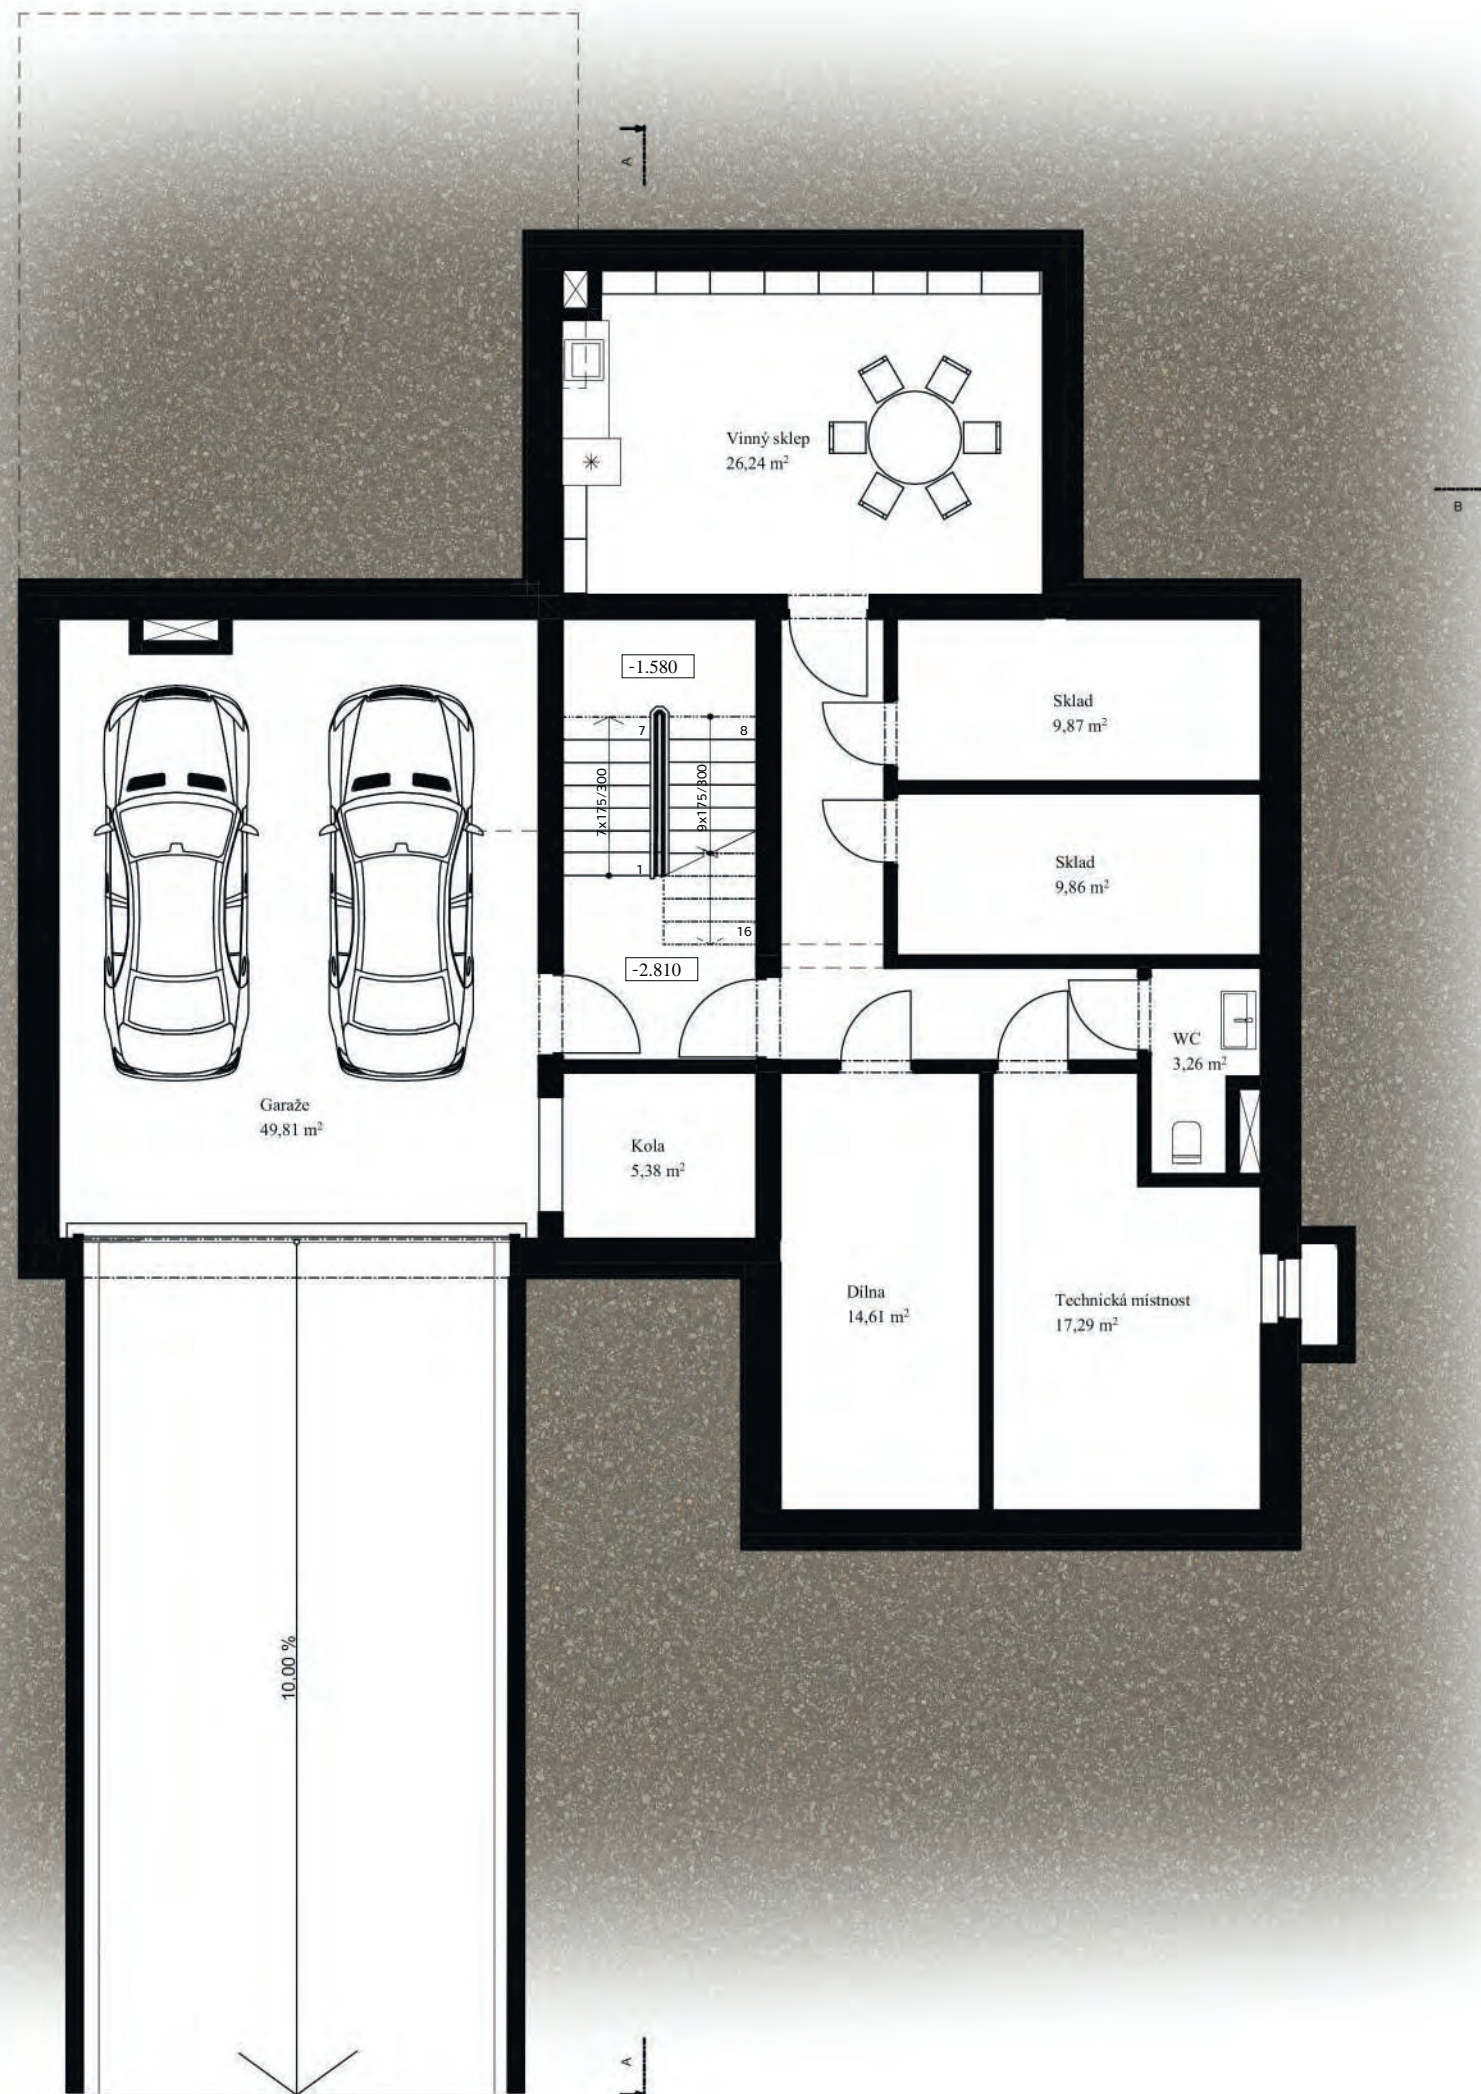 A
Vinný sklep
26,24 m²
B
-1.580
7
8
7x175/300
9x175/300
1
16
-2.810
Sklad
9,87 m²
Sklad
9,86 m²
WC
3,26 m²
Garaže
49,81 m²
Kola
5,38 m²
Dílna
14,61 m²
Technická místnost
17,29 m²
10.00 %
A